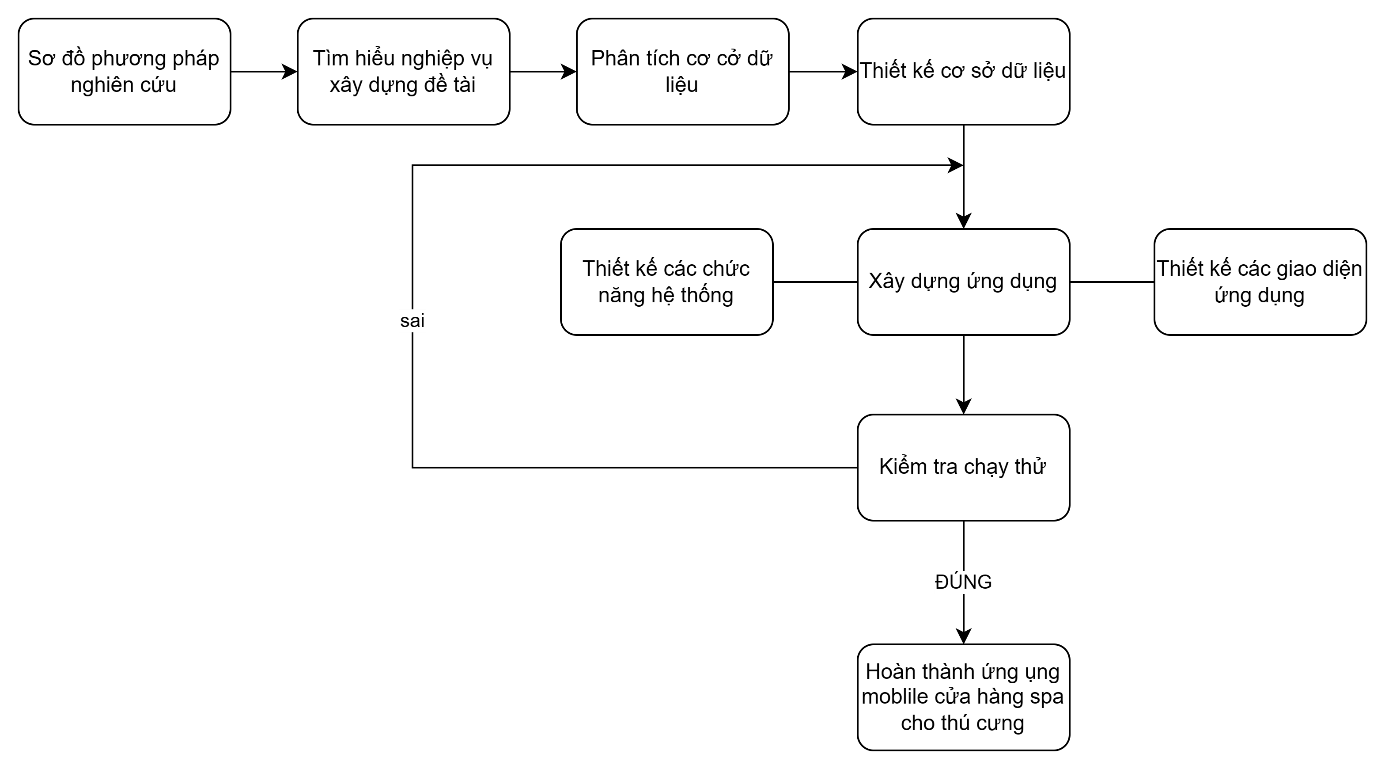 Sơ đồ phương pháp
nghiên cứu
Tìm hiểu nghiệp vụ
xây dựng đề tài
Phân tích cơ cở dữ
liệu
Thiết kế cơ sở dữ liệu
Thiết kế các chức
năng hệ thống
Xây dựng ứng dụng
Thiết kế các giao diện
ứng dụng
sai
Kiểm tra chạy thử
ĐÚNG
Hoàn thành ứng ụng
moblile cửa hàng spa
cho thú cưng